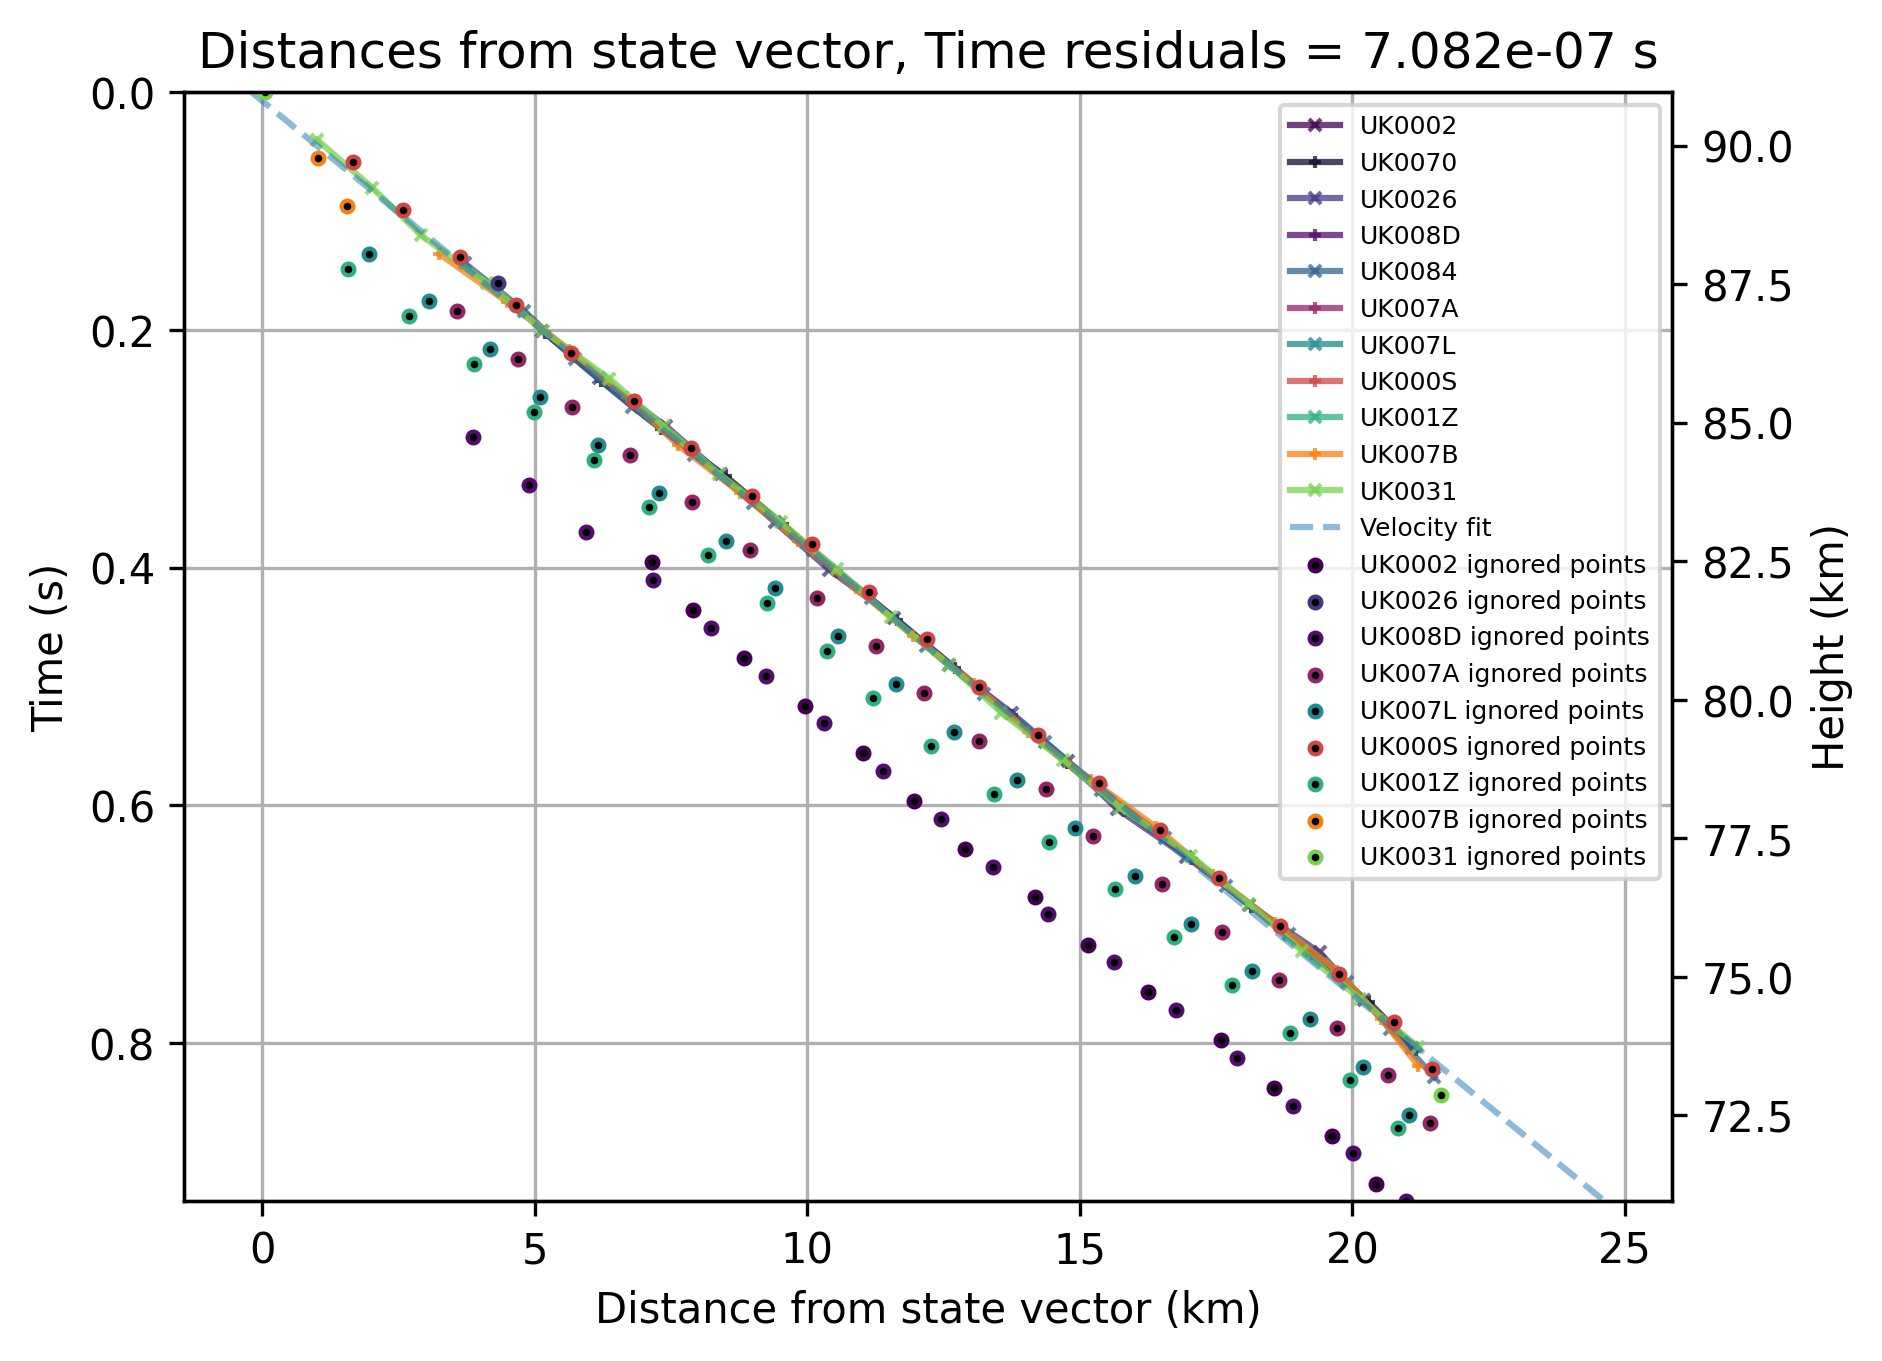 Distances from state vector, Time residuals = 7.082e-07 s
0.0
0.2
0.4
0.6
0.8
Time (s)
UK0002
UK0070
UK0026
UK008D
UK0084
UK007A
UK007L
UK000S
UK001Z
UK007B
UK0031
Velocity fit
UK0002 ignored points
UK0026 ignored points
UK008D ignored points
UK007A ignored points
UK007L ignored points
UK000S ignored points
UK001Z ignored points
UK007B ignored points
UK0031 ignored points
90.0
87.5
85.0
82.5
80.0
77.5
75.0
72.5
Height (km)
0 5 10 15 20 25
Distance from state vector (km)